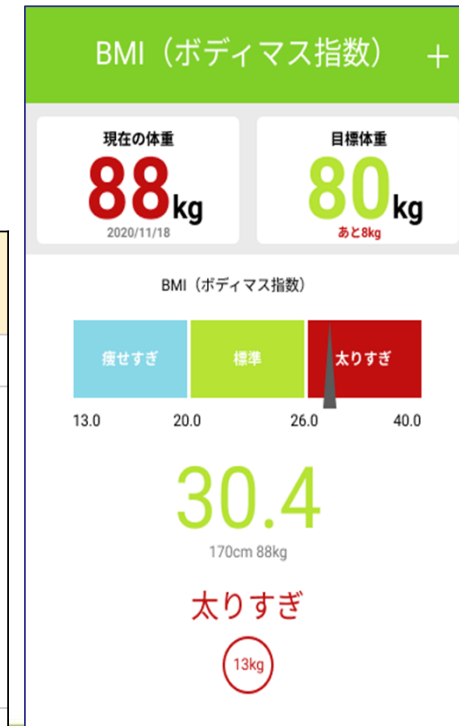 BMI（ボディマス指数） +
現在の体重
88kg
2020/11/18
目標体重
80kg
あと8kg
BMI（ボディマス指数）
痩せすぎ 標準 太りすぎ
13.0 20.0 26.0 40.0
30.4
170cm 88kg
太りすぎ
13kg